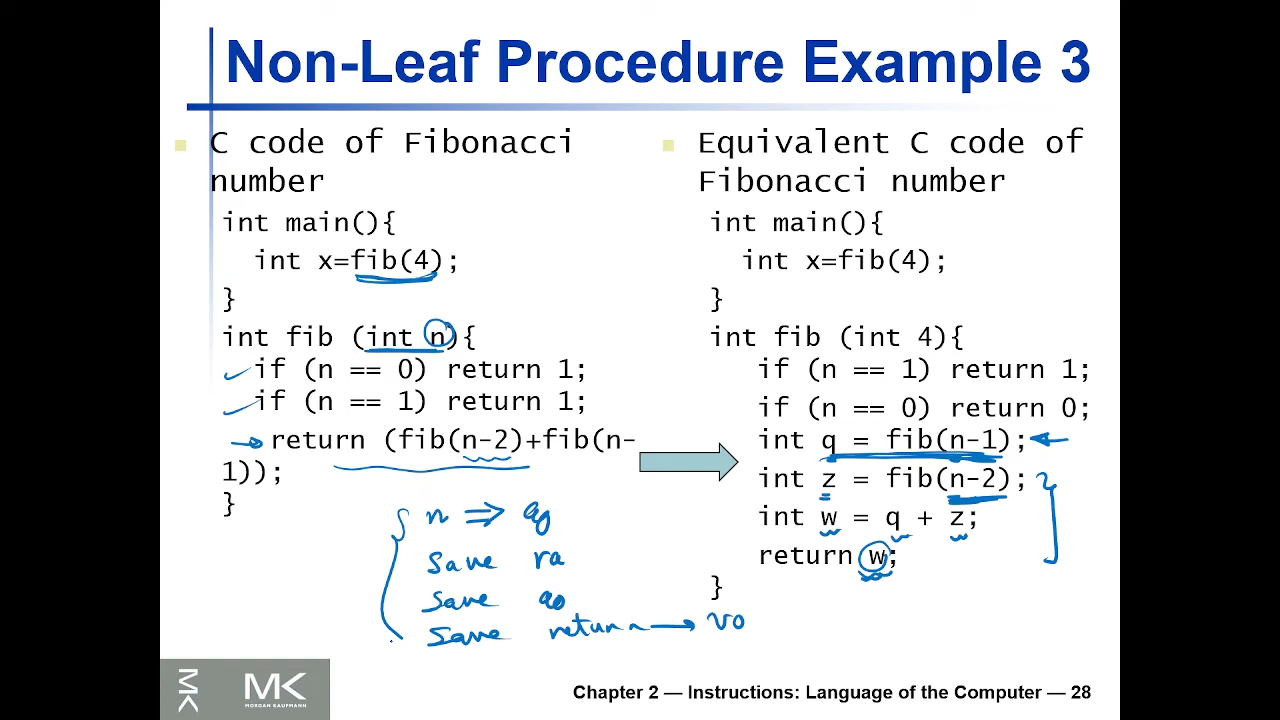 Non-Leaf Procedure Example 3
C code of Fibonacci
number
int main(){
int x=fib(4);
}
int fib (int n){
if (n == 0) return 1;
if (n == 1) return 1;
return (fib(n-2)+fib(n-
1));
}
n ⇒ a0
save ra
save a0
save return → v0
Equivalent C code of
Fibonacci number
int main(){
int x=fib(4);
}
int fib (int 4){
if (n == 1) return 1;
if (n == 0) return 0;
int q = fib(n-1);
int z = fib(n-2);
int w = q + z;
return w;
}
MK
MK
MORGAN KAUFMANN
Chapter 2 — Instructions: Language of the Computer — 28